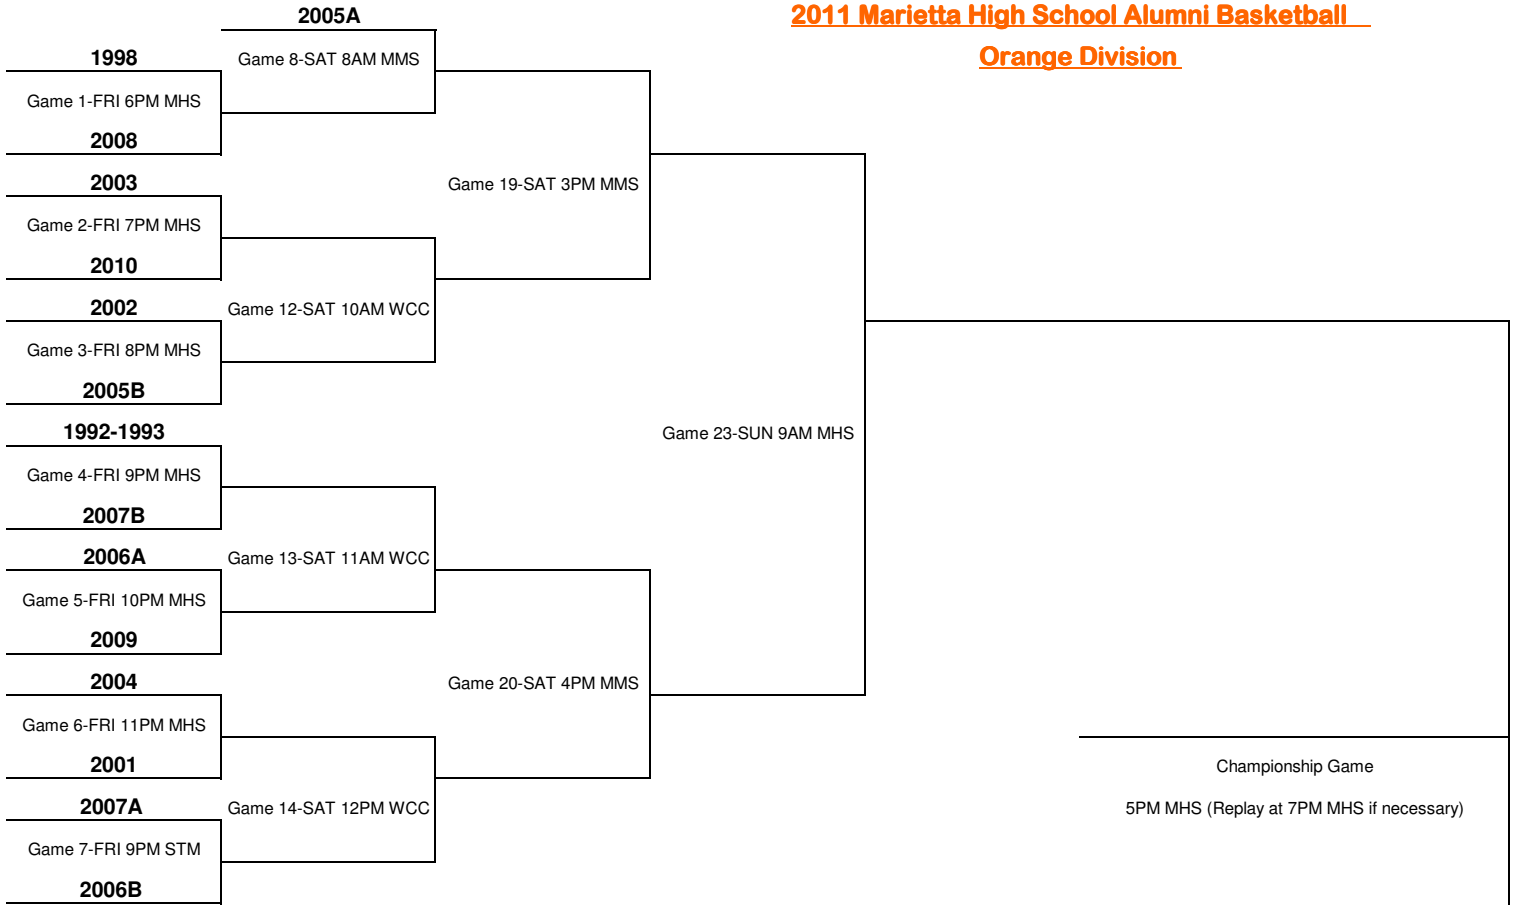 2005A
2011 Marietta High School Alumni Basketball
Orange Division
1998
Game 8-SAT 8AM MMS
Game 1-FRI 6PM MHS
2008
2003
Game 19-SAT 3PM MMS
Game 2-FRI 7PM MHS
2010
2002
Game 12-SAT 10AM WCC
Game 3-FRI 8PM MHS
2005B
1992-1993
Game 23-SUN 9AM MHS
Game 4-FRI 9PM MHS
2007B
2006A
Game 13-SAT 11AM WCC
Game 5-FRI 10PM MHS
2009
2004
Game 20-SAT 4PM MMS
Game 6-FRI 11PM MHS
2001
Championship Game
2007A
Game 14-SAT 12PM WCC
5PM MHS (Replay at 7PM MHS if necessary)
Game 7-FRI 9PM STM
2006B